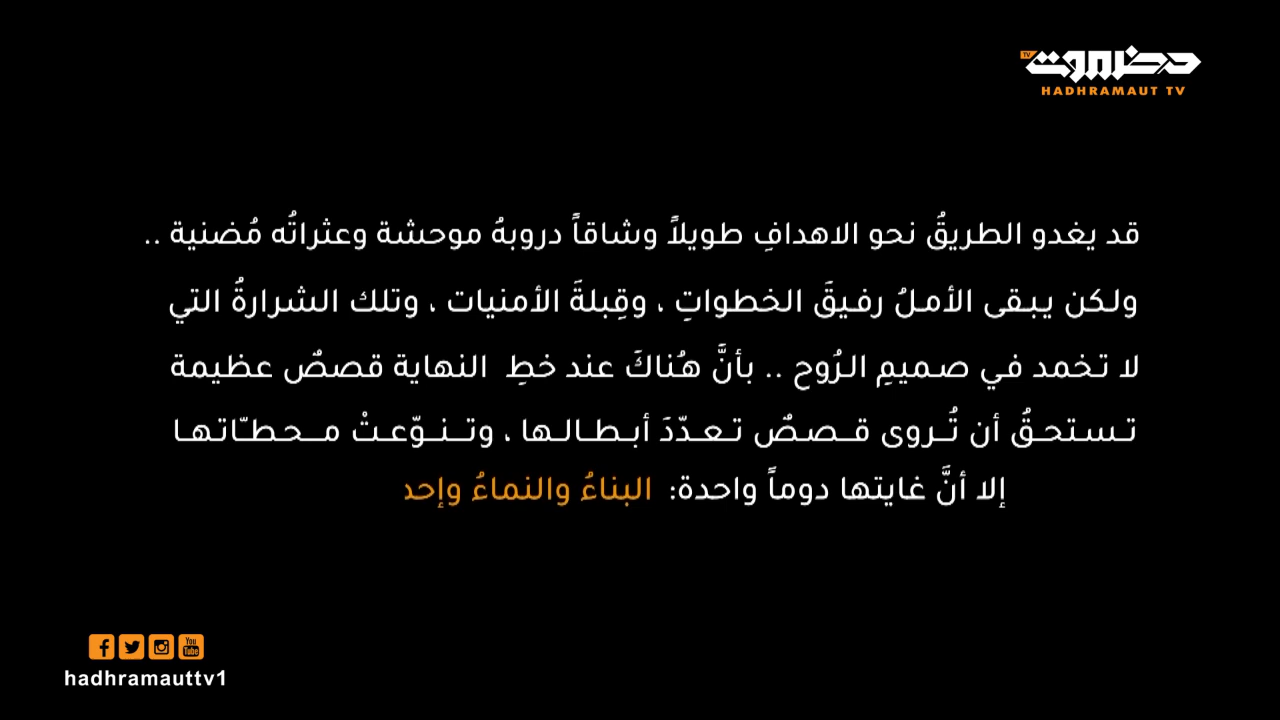 حضرموت TV
HADHRAMAUT TV
قد يغدو الطريقُ نحو الاهدافِ طويلاً وشاقاً دروبهُ موحشة وعثراتُه مُضنية ..
ولكن يبقى الأملُ رفيقَ الخطواتِ ، وقِبلةَ الأمنيات ، وتلك الشرارةُ التي
لا تخمد في صميمِ الرُوح .. بأنَّ هُناكَ عند خطِ النهاية قصصٌ عظيمة
تستحقُ أن تُروى قصصٌ تعدّدَ أبطالها ، وتنوّعتْ محطّاتها
إلا أنَّ غايتها دوماً واحدة: البناءُ والنماءُ وإحد
You Tube
hadhramauttv1